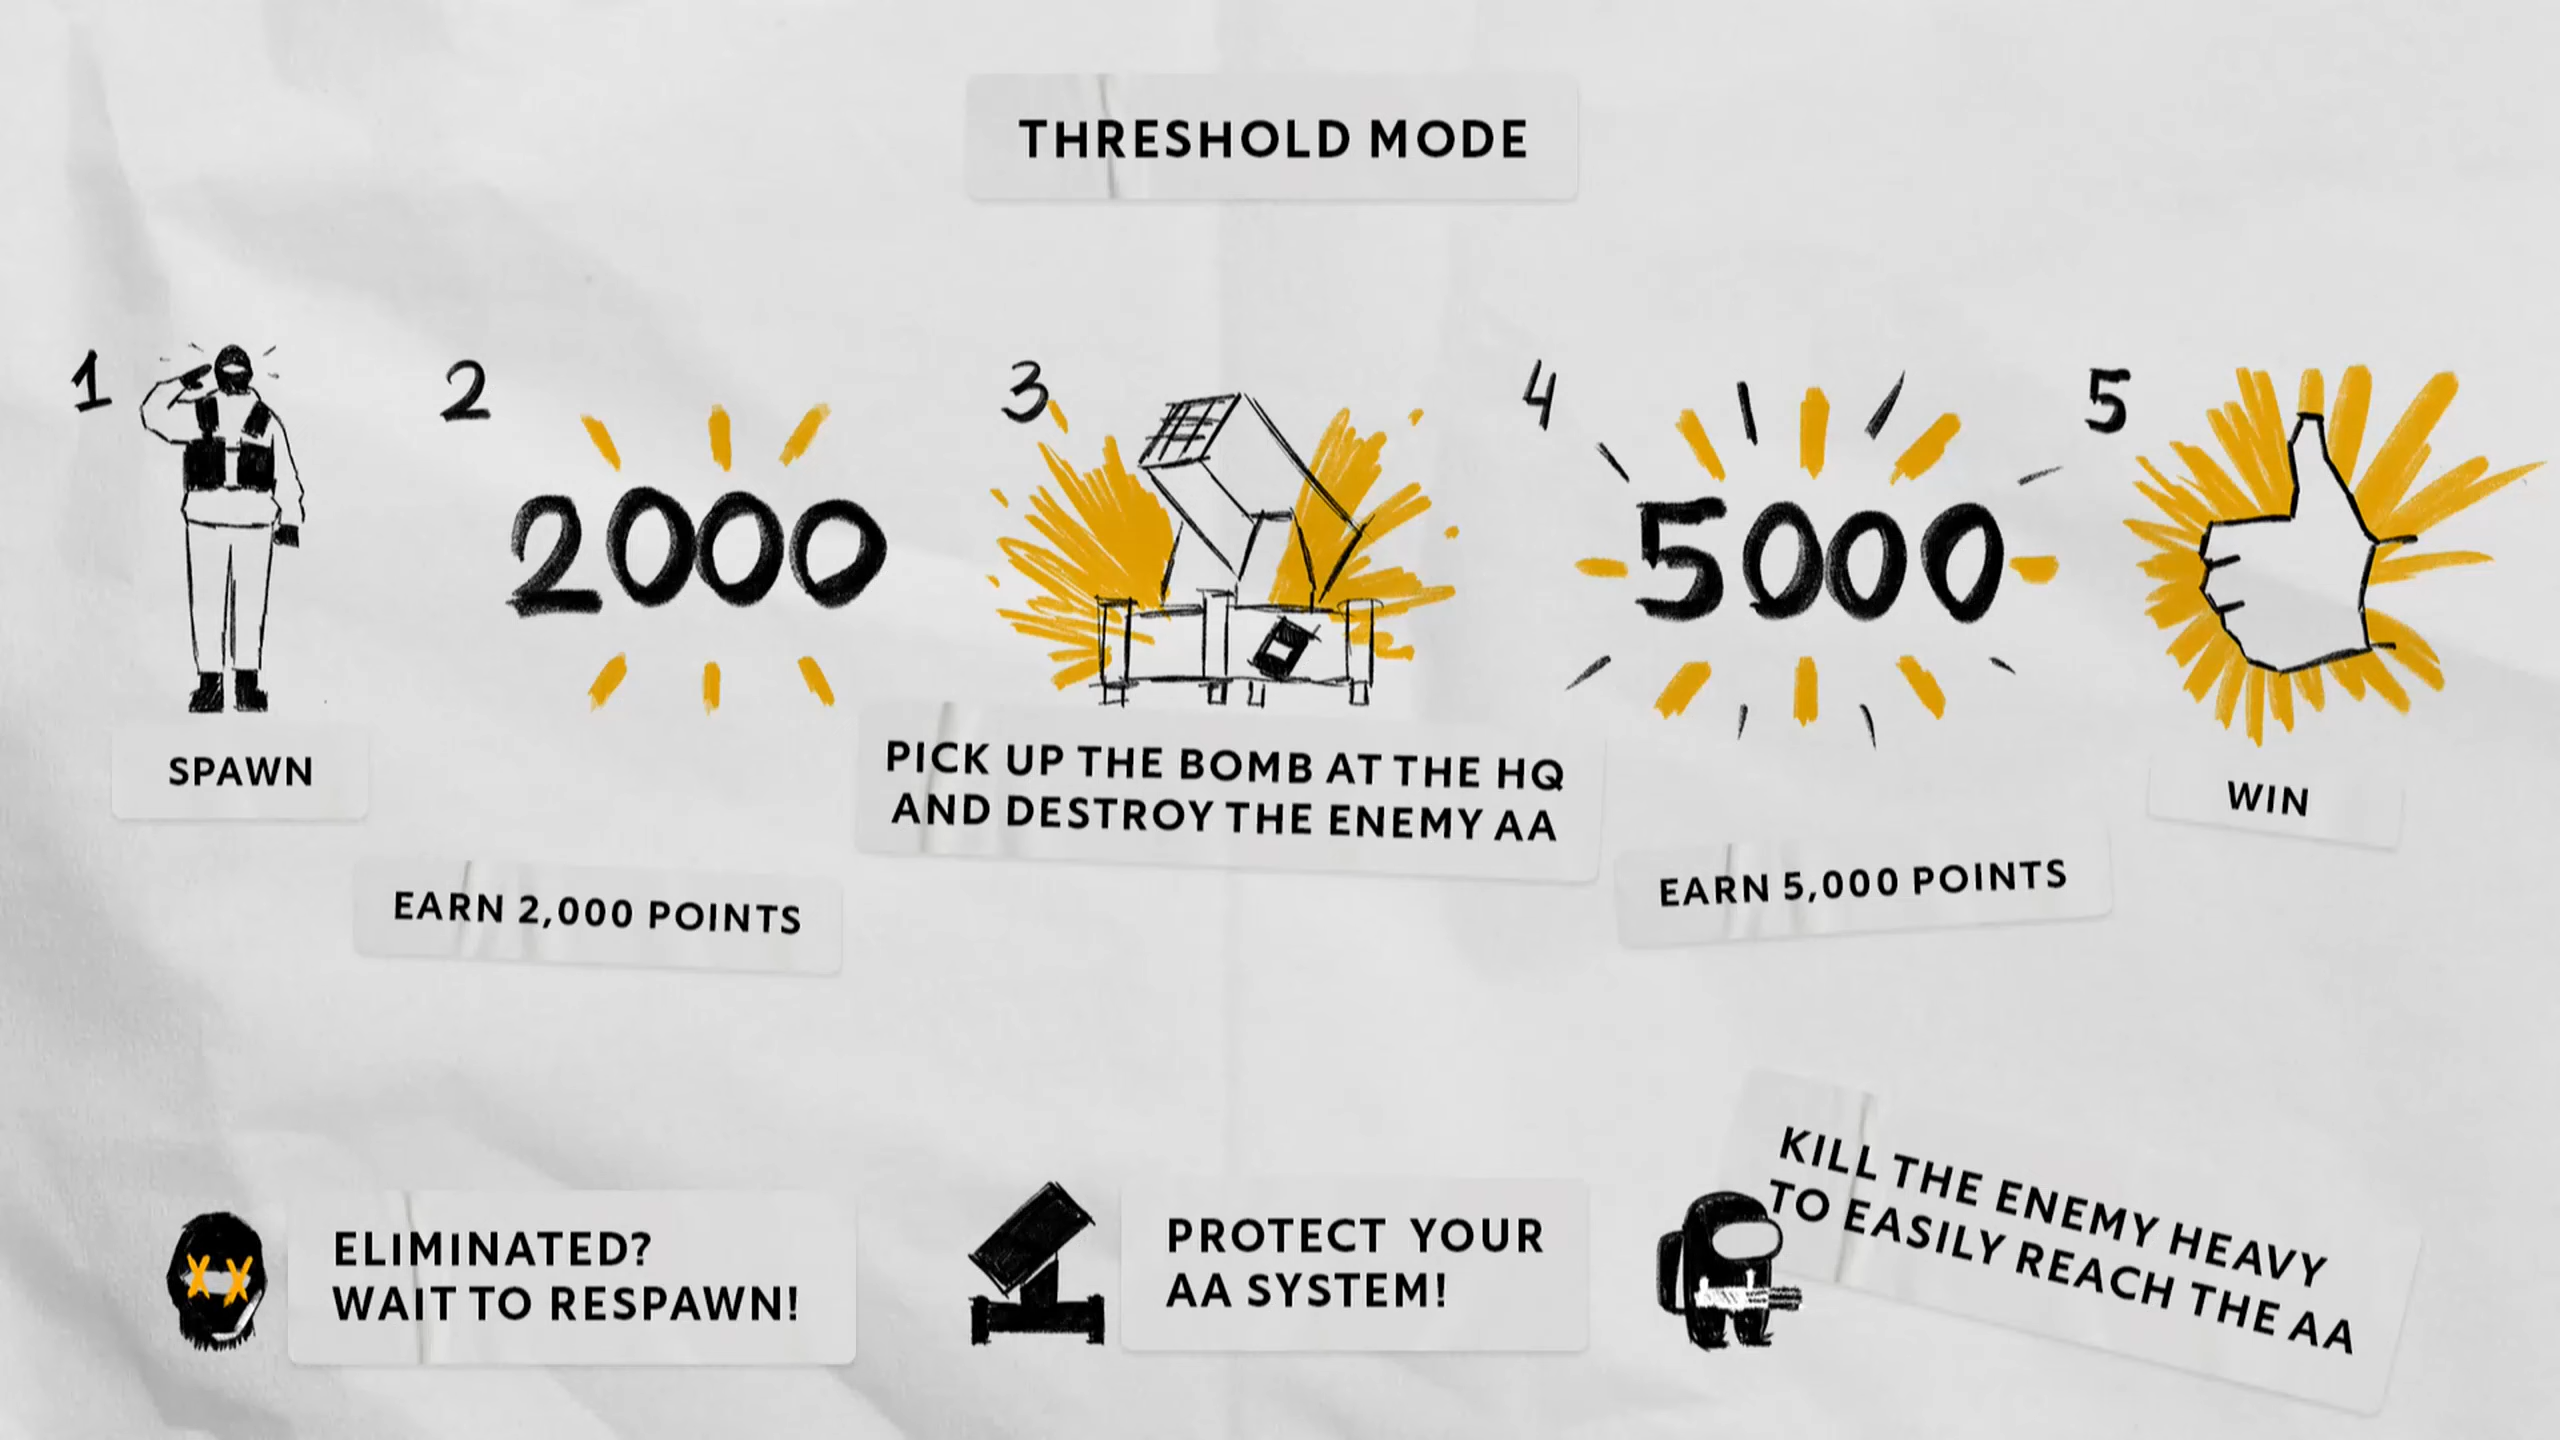 THRESHOLD MODE
1
2
3
4
5
2000
5000
SPAWN
EARN 2,000 POINTS
PICK UP THE BOMB AT THE HQ
AND DESTROY THE ENEMY AA
EARN 5,000 POINTS
WIN
ELIMINATED?
WAIT TO RESPAWN!
PROTECT YOUR
AA SYSTEM!
KILL THE ENEMY HEAVY
TO EASILY REACH THE AA